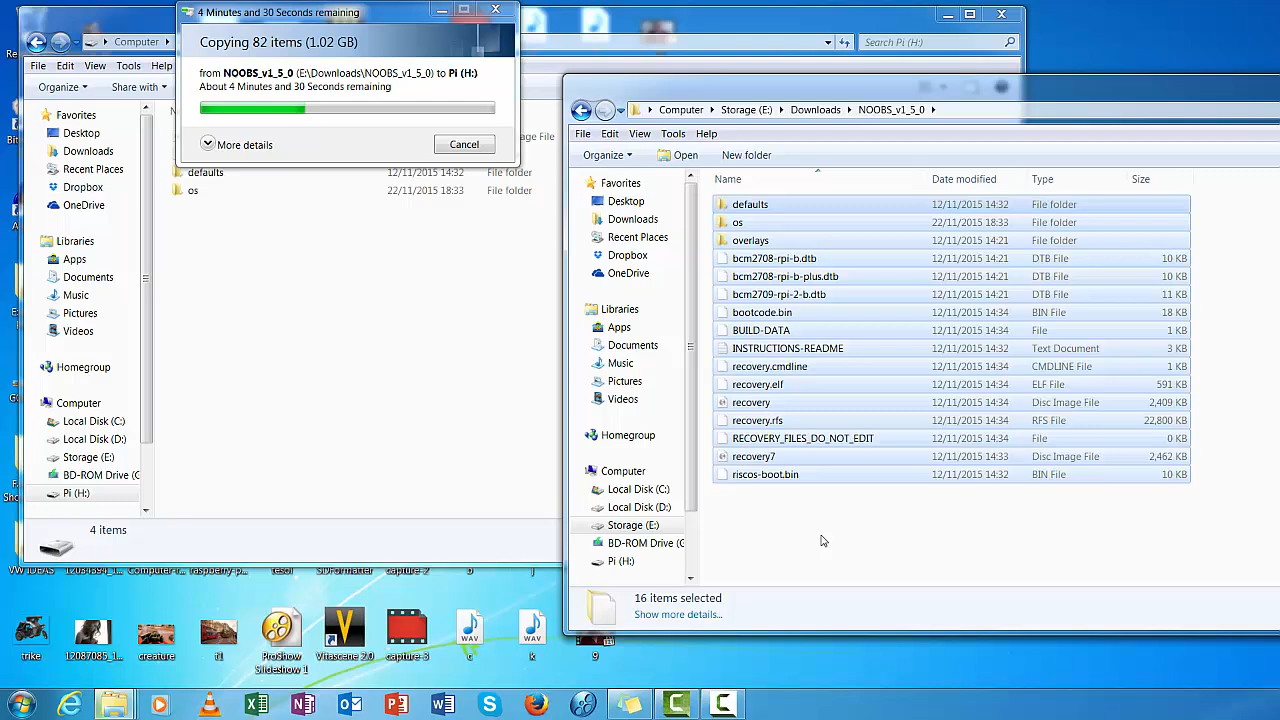 4 Minutes and 30 Seconds remaining
Copying 82 items (1.02 GB)
from NOOBS_v1_5_0 (E:\Downloads\NOOBS_v1_5_0) to Pi (H:)
About 4 Minutes and 30 Seconds remaining
More details
Cancel
Computer
Search Pi (H:)
File Edit View Tools Help
Organize Share with
Favorites
Desktop
Downloads
Recent Places
Dropbox
OneDrive
Libraries
Apps
Documents
Music
Pictures
Videos
Homegroup
Computer
Local Disk (C:)
Local Disk (D:)
Storage (E:)
BD-ROM Drive (G
Pi (H:)
defaults 12/11/2015 14:32 File folder
os 22/11/2015 18:33 File folder
4 items
Computer Storage (E:) Downloads NOOBS_v1_5_0
File Edit View Tools Help
Organize Open New folder
Favorites
Desktop
Downloads
Recent Places
Dropbox
OneDrive
Libraries
Apps
Documents
Music
Pictures
Videos
Homegroup
Computer
Local Disk (C:)
Local Disk (D:)
Storage (E:)
BD-ROM Drive (G
Pi (H:)
Name Date modified Type Size
defaults 12/11/2015 14:32 File folder
os 22/11/2015 18:33 File folder
overlays 12/11/2015 14:21 File folder
bcm2708-rpi-b.dtb 12/11/2015 14:21 DTB File 10 KB
bcm2708-rpi-b-plus.dtb 12/11/2015 14:21 DTB File 10 KB
bcm2709-rpi-2-b.dtb 12/11/2015 14:21 DTB File 11 KB
bootcode.bin 12/11/2015 14:34 BIN File 18 KB
BUILD-DATA 12/11/2015 14:34 File 1 KB
INSTRUCTIONS-README 12/11/2015 14:32 Text Document 3 KB
recovery.cmdline 12/11/2015 14:34 CMDLINE File 1 KB
recovery.elf 12/11/2015 14:34 ELF File 591 KB
recovery 12/11/2015 14:34 Disc Image File 2,409 KB
recovery.rfs 12/11/2015 14:34 RFS File 22,800 KB
RECOVERY_FILES_DO_NOT_EDIT 12/11/2015 14:34 File 0 KB
recovery7 12/11/2015 14:33 Disc Image File 2,462 KB
riscos-boot.bin 12/11/2015 14:32 BIN File 10 KB
16 items selected
Show more details...
trike 12087085_1... creature f1 ProShow Slideshow 1 Vitascene 2.0 capture-3 c k 9
WAV WAV